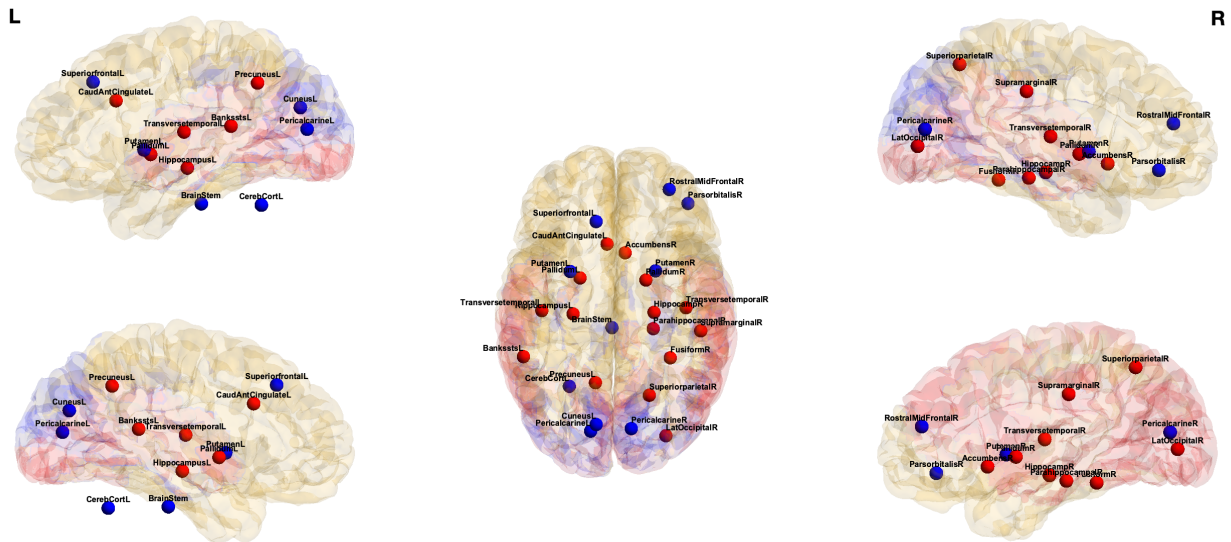 L
R
SuperiorfrontalL
CaudAntCingulateL
PrecuneusL
CuneusL
PericalcarineL
BanksstsL
TransversetemporalL
PutamenL
PallidumL
HippocampusL
BrainStem
CerebCortL
SuperiorparietalR
SupramarginalR
PericalcarineR
LatOccipitalR
RostralMidFrontalR
TransversetemporalR
PutamenR
PallidumR
AccumbensR
ParsorbitalisR
HippocampR
ParahippocampalR
FusiformR
RostralMidFrontalR
ParsorbitalisR
SuperiorfrontalL
CaudAntCingulateL
AccumbensR
PutamenL
PallidumL
PutamenR
PallidumR
TransversetemporalL
HippocampusL
HippocampR
TransversetemporalR
BrainStem
ParahippocampalR
SupramarginalR
BanksstsL
FusiformR
PrecuneusL
CerebCortL
SuperiorparietalR
CuneusL
PericalcarineL
PericalcarineR
LatOccipitalR
PrecuneusL
SuperiorfrontalL
CuneusL
CaudAntCingulateL
PericalcarineL
BanksstsL
TransversetemporalL
PutamenL
PallidumL
HippocampusL
CerebCortL
BrainStem
SuperiorparietalR
SupramarginalR
RostralMidFrontalR
PericalcarineR
TransversetemporalR
LatOccipitalR
PutamenR
PallidumR
ParsorbitalisR
AccumbensR
HippocampR
ParahippocampalR
FusiformR